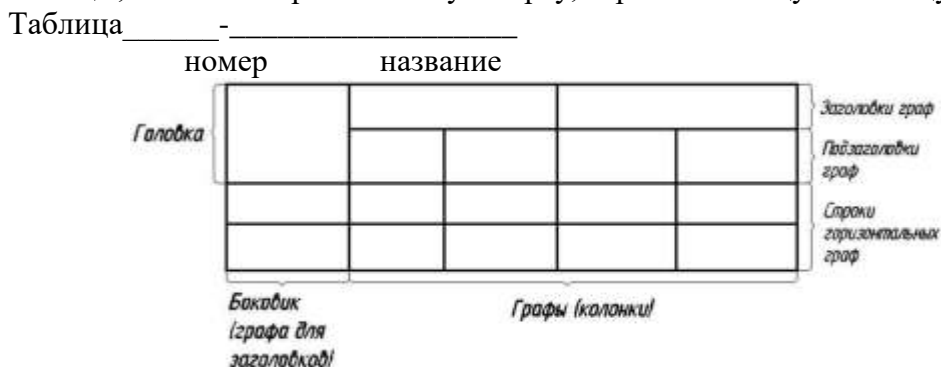 Таблица______-__________________
номер название
Головка
Заголовки граф
Подзаголовки
граф
Строки
горизонтальных
граф
Боковик
(графа для
заголовков)
Графы (колонки)